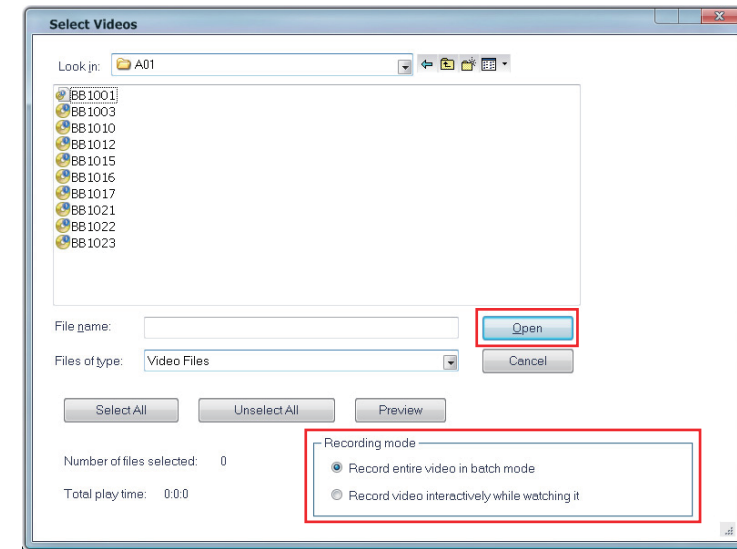 Select Videos
Look in: A01
BB1001
BB1003
BB1010
BB1012
BB1015
BB1016
BB1017
BB1021
BB1022
BB1023
File name: Open
Files of type: Video Files Cancel
Select All Unselect All Preview
Recording mode
Number of files selected: 0
Record entire video in batch mode
Total play time: 0:0:0
Record video interactively while watching it